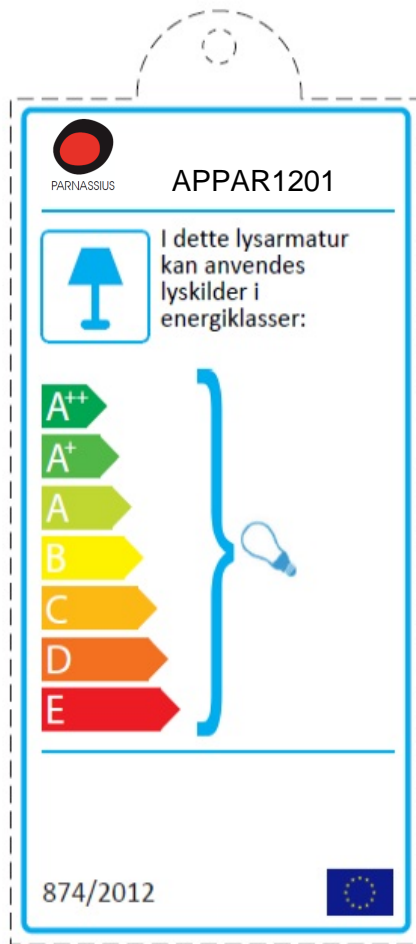 PARNASSIUS
APPAR1201
I dette lysarmatur
kan anvendes
lyskilder i
energiklasser:
A++
A+
A
B
C
D
E
874/2012